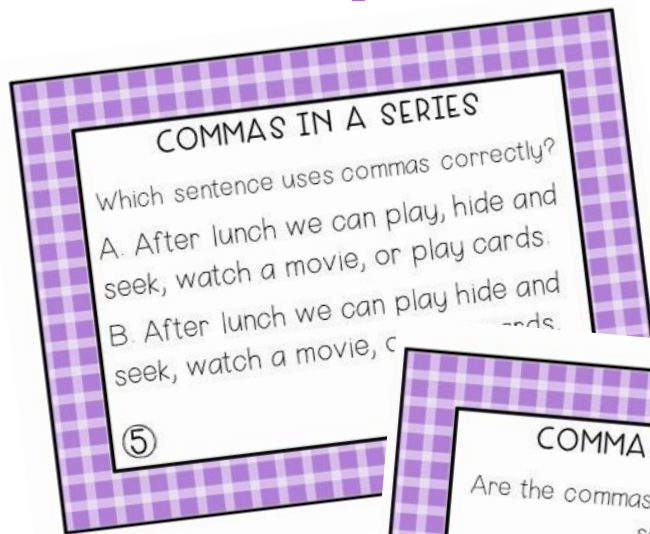 COMMAS IN A SERIES
Which sentence uses commas correctly?
A. After lunch we can play, hide and
seek, watch a movie, or play cards.
B. After lunch we can play hide and
seek, watch a movie,
5
COMMA
Are the commas